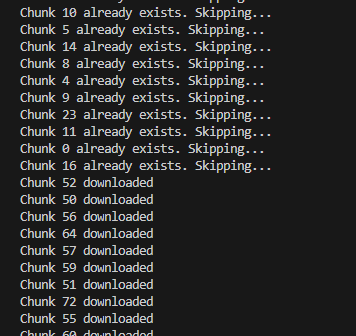 Chunk 10 already exists. Skipping...
Chunk 5 already exists. Skipping...
Chunk 14 already exists. Skipping...
Chunk 8 already exists. Skipping...
Chunk 4 already exists. Skipping...
Chunk 9 already exists. Skipping...
Chunk 23 already exists. Skipping...
Chunk 11 already exists. Skipping...
Chunk 0 already exists. Skipping...
Chunk 16 already exists. Skipping...
Chunk 52 downloaded
Chunk 50 downloaded
Chunk 56 downloaded
Chunk 64 downloaded
Chunk 57 downloaded
Chunk 59 downloaded
Chunk 51 downloaded
Chunk 72 downloaded
Chunk 55 downloaded
Chunk 60 downloaded